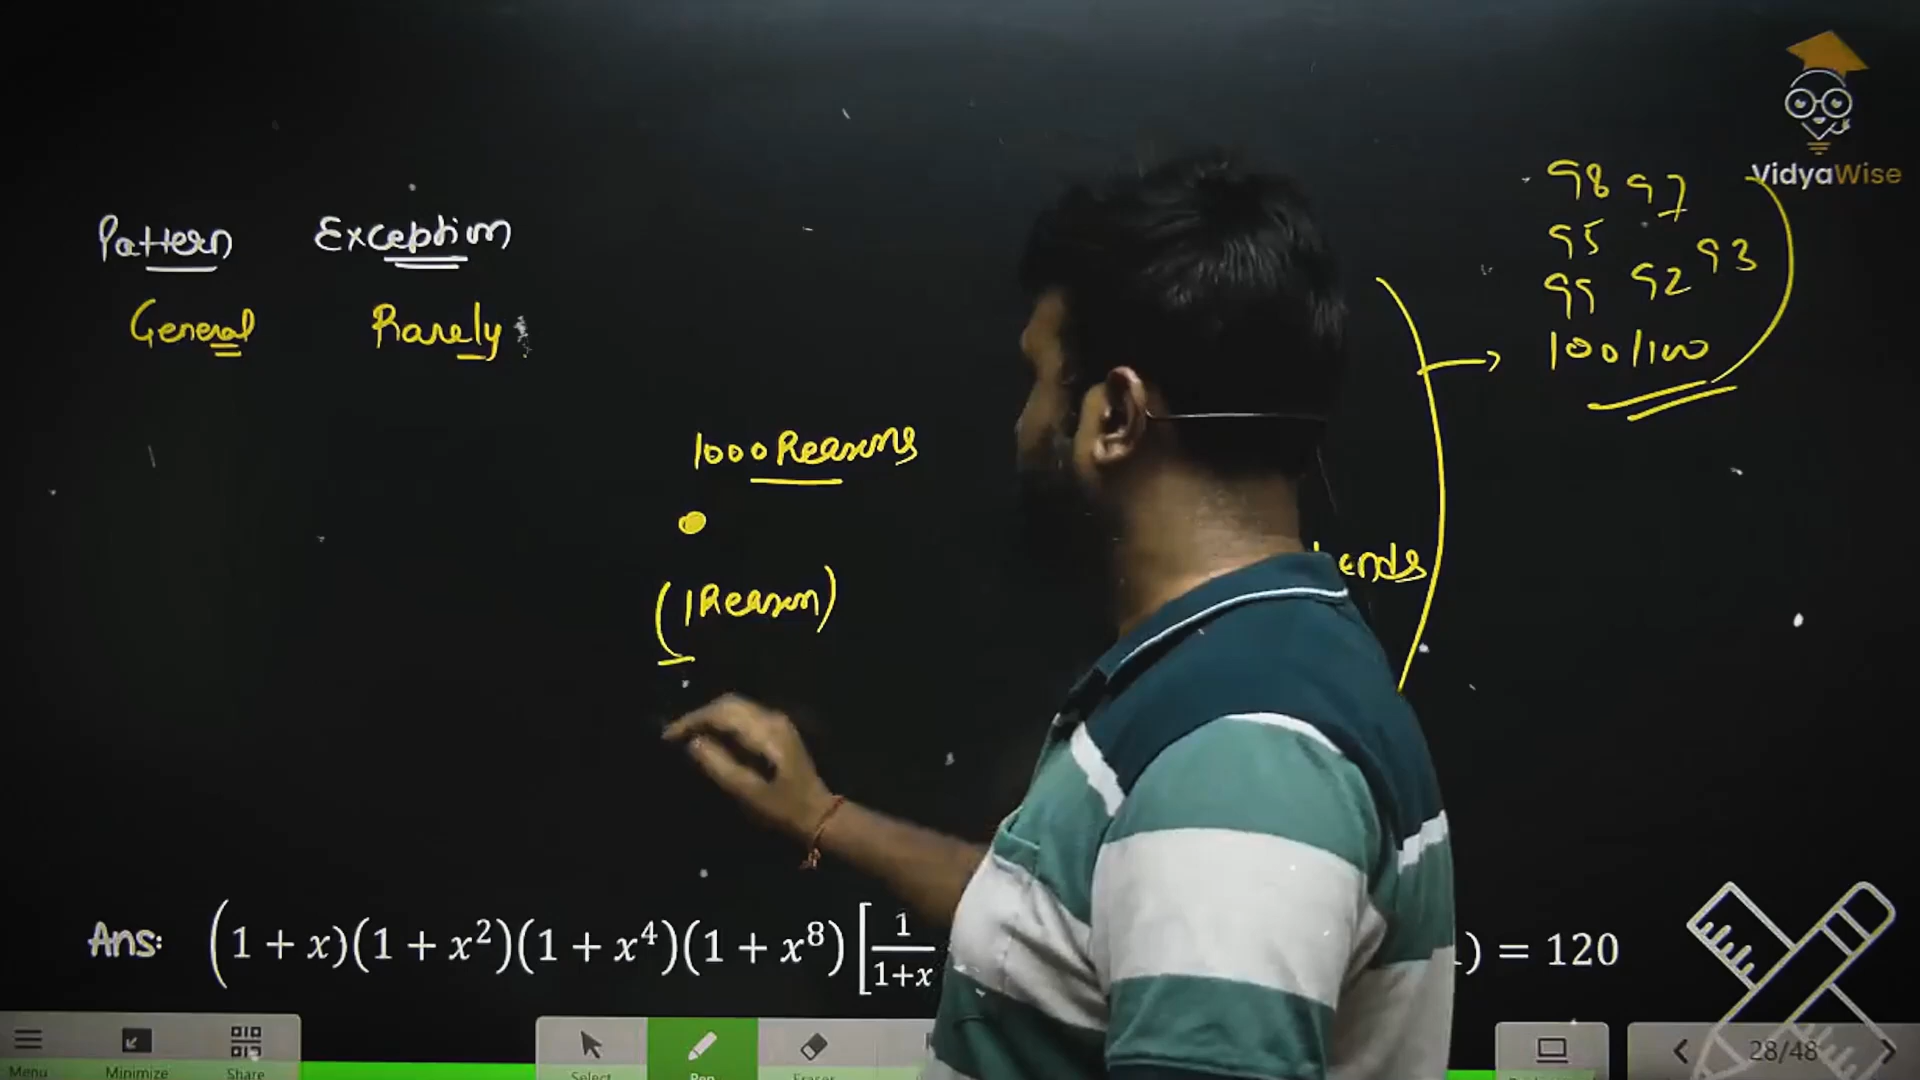 VidyaWise
Pattern Exception
General Rarely
98 97
95 93
99 92
100/100
1000 Reasons
(1 Reason)
ends
Ans: (1 + x)(1 + x²)(1 + x⁴)(1 + x⁸) [1/1+x ) = 120
Menu Minimize Share Select Pen Eraser 28/48